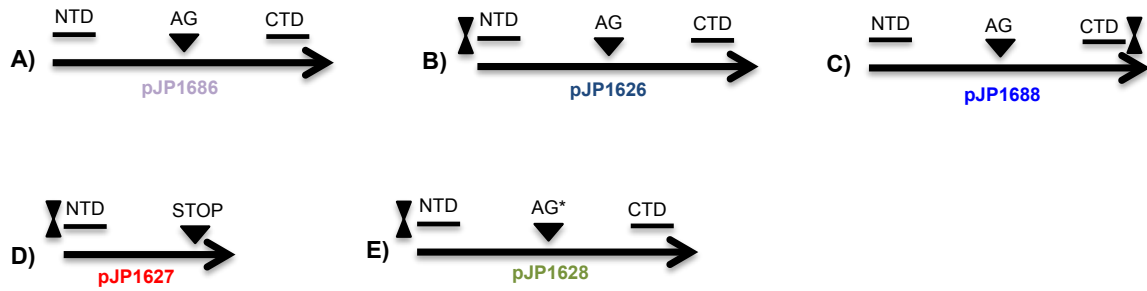 NTD AG CTD
A)
pJP1686
NTD AG CTD
B)
pJP1626
NTD AG CTD
C)
pJP1688
NTD STOP
D)
pJP1627
NTD AG* CTD
E)
pJP1628